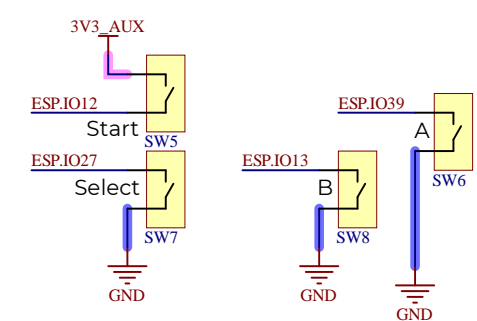 3V3_AUX
ESP.IO12
Start
SW5
ESP.IO27
Select
SW7
GND
ESP.IO39
A
SW6
ESP.IO13
B
SW8
GND
GND